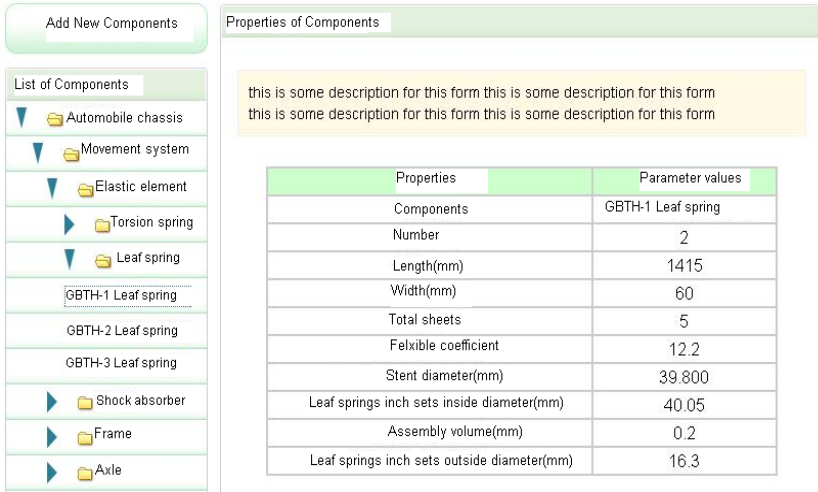 Add New Components
List of Components
Automobile chassis
Movement system
Elastic element
Torsion spring
Leaf spring
GBTH-1 Leaf spring
GBTH-2 Leaf spring
GBTH-3 Leaf spring
Shock absorber
Frame
Axle
Properties of Components
this is some description for this form this is some description for this form
this is some description for this form this is some description for this form
Properties Parameter values
Components GBTH-1 Leaf spring
Number 2
Length(mm) 1415
Width(mm) 60
Total sheets 5
Felxible coefficient 12.2
Stent diameter(mm) 39.800
Leaf springs inch sets inside diameter(mm) 40.05
Assembly volume(mm) 0.2
Leaf springs inch sets outside diameter(mm) 16.3